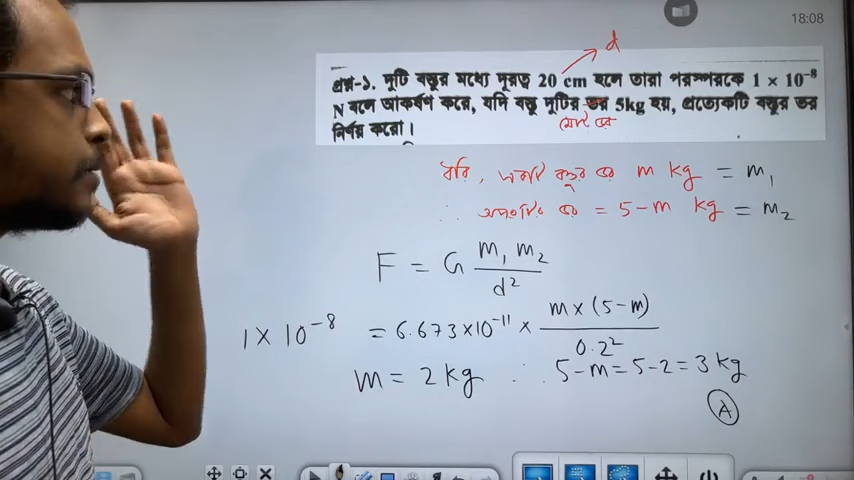 18:08
d
প্রশ্ন-১. দুটি বস্তুর মধ্যে দূরত্ব 20 cm হলে তারা পরস্পরকে 1 × 10⁻⁸
N বলে আকর্ষণ করে, যদি বস্তু দুটির ভর 5kg হয়, প্রত্যেকটি বস্তুর ভর
মোট ভর
নির্ণয় করো।
ধরি, একটি বস্তুর ভর m kg = m₁
∴ অপরটির ভর = 5-m kg = m₂
F = G m₁ m₂ / d²
1 × 10⁻⁸ = 6.673×10⁻¹¹ × m×(5-m) / 0.2²
m = 2 kg ∴ 5-m = 5-2 = 3 kg
A